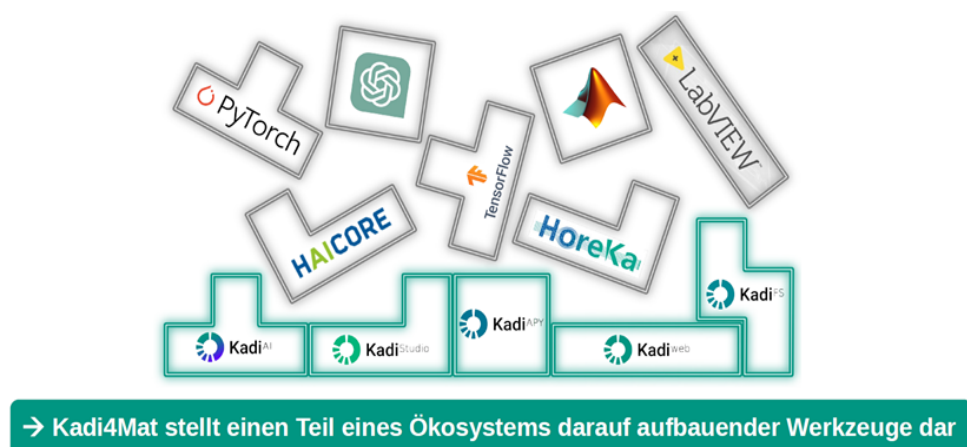 PyTorch
LabVIEW
TensorFlow
HAICORE
HoreKa
KadiFS
KadiAI
KadiStudio
KadiAPY
Kadiweb
→ Kadi4Mat stellt einen Teil eines Ökosystems darauf aufbauender Werkzeuge dar